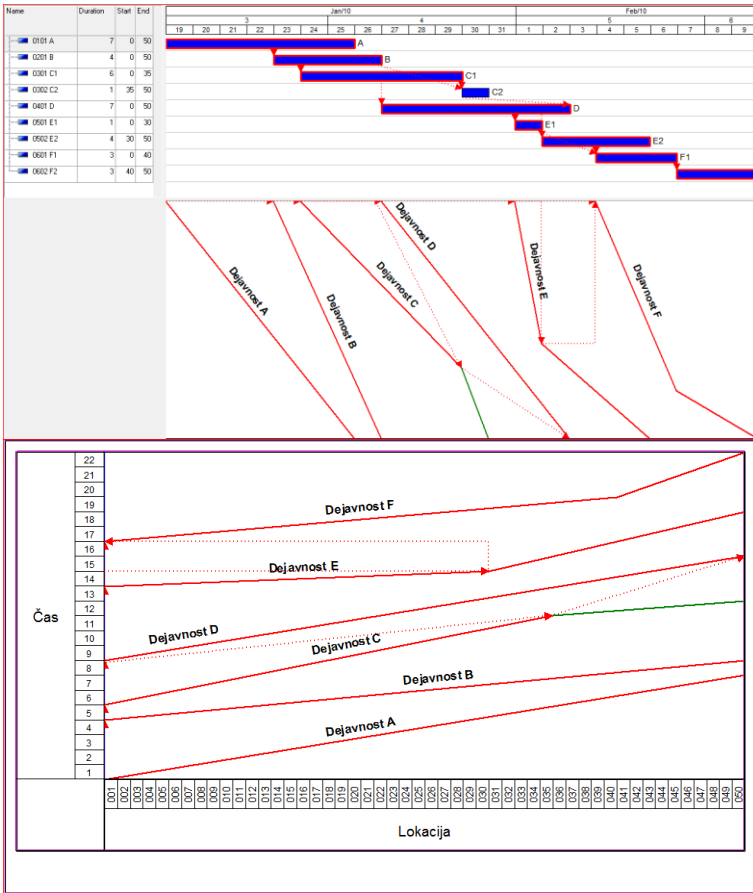 Name Duration Start End
Jan/10 Feb/10
3 4 5 6
19 20 21 22 23 24 25 26 27 28 29 30 31 1 2 3 4 5 6 7 8 9
0101 A 7 0 50
0201 B 4 0 50
0301 C1 6 0 35
0302 C2 1 35 50
0401 D 7 0 50
0501 E1 1 0 30
0502 E2 4 30 50
0601 F1 3 0 40
0602 F2 3 40 50
A
B
C1
C2
D
E1
E2
F1
Dejavnost A
Dejavnost B
Dejavnost C
Dejavnost D
Dejavnost E
Dejavnost F
Čas
22
21
20
19
18
17
16
15
14
13
12
11
10
9
8
7
6
5
4
3
2
1
Dejavnost F
Dejavnost E
Dejavnost D
Dejavnost C
Dejavnost B
Dejavnost A
001 002 003 004 005 006 007 008 009 010 011 012 013 014 015 016 017 018 019 020 021 022 023 024 025 026 027 028 029 030 031 032 033 034 035 036 037 038 039 040 041 042 043 044 045 046 047 048 049 050
Lokacija